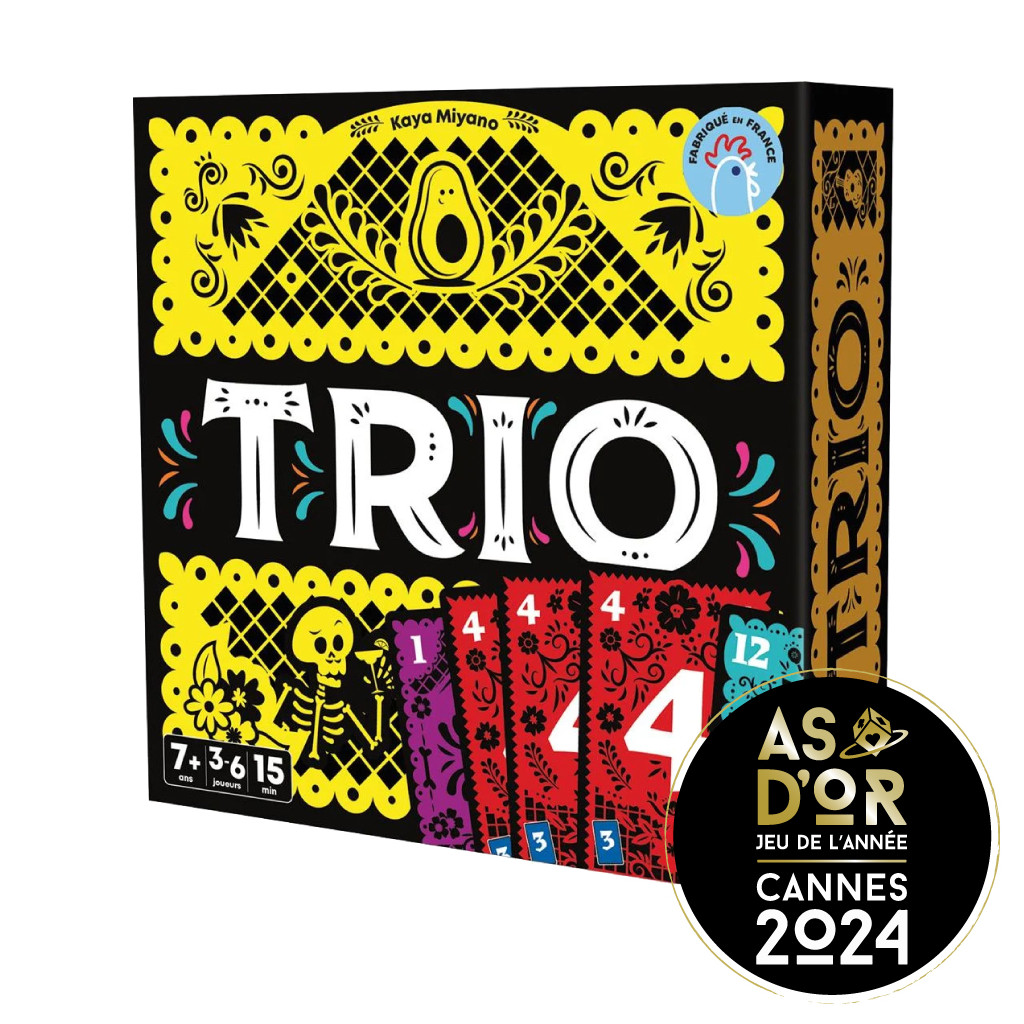 Kaya Miyano
FABRIQUÉ EN FRANCE
TRIO
TRIO
1
4
4
4
12
4
7+
ans
3-6
joueurs
15
min
3
3
3
AS
D'OR
JEU DE L'ANNÉE
CANNES
2024